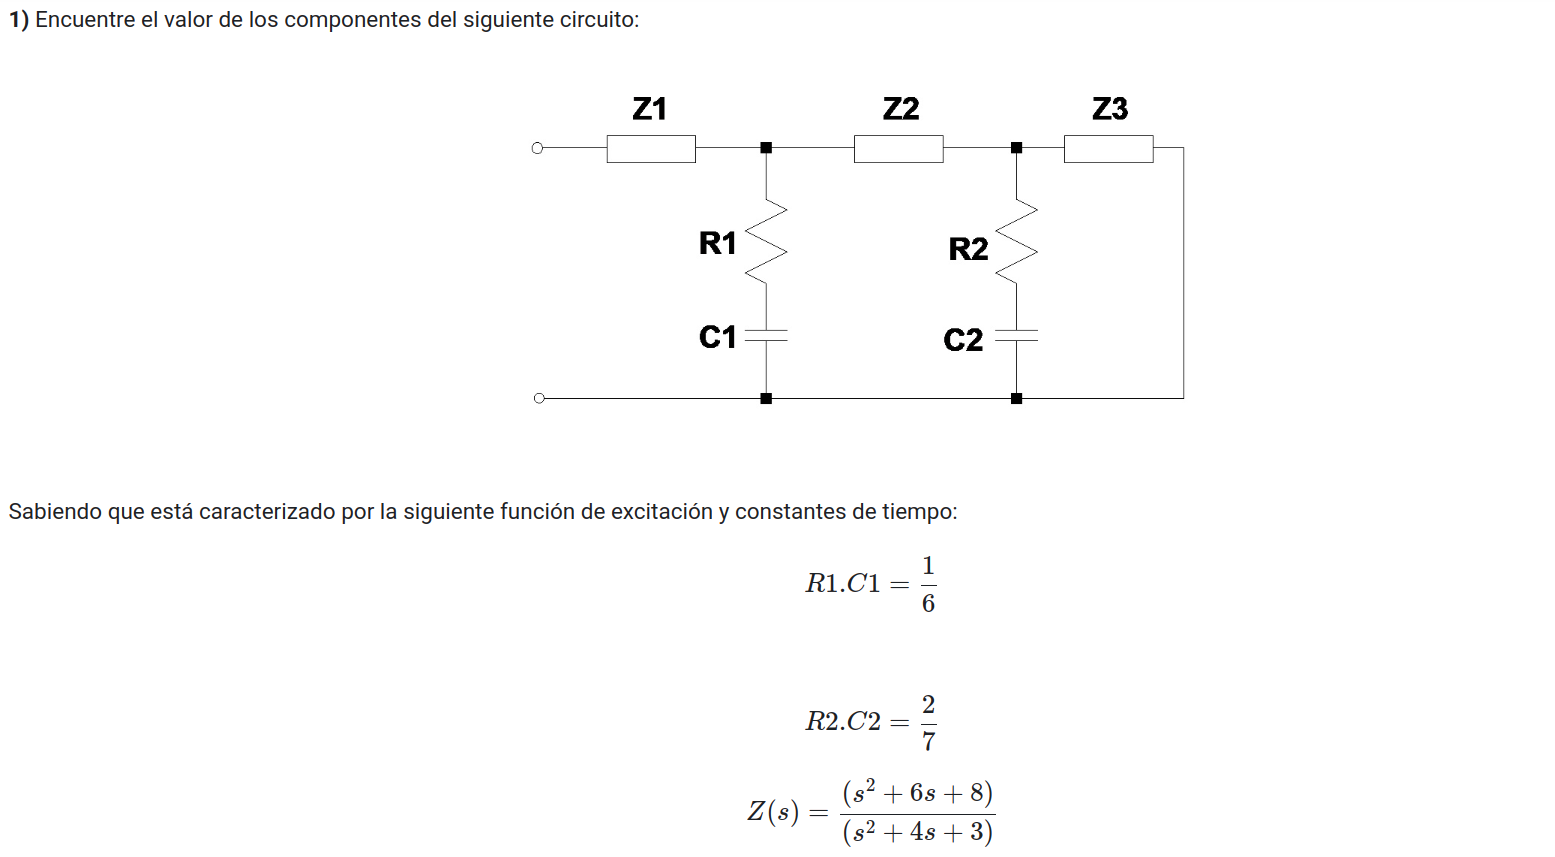 1) Encuentre el valor de los componentes del siguiente circuito:
Z1 Z2 Z3
R1 R2
C1 C2
Sabiendo que está caracterizado por la siguiente función de excitación y constantes de tiempo:
R1.C1 = 1/6
R2.C2 = 2/7
Z(s) = (s² + 6s + 8)/(s² + 4s + 3)